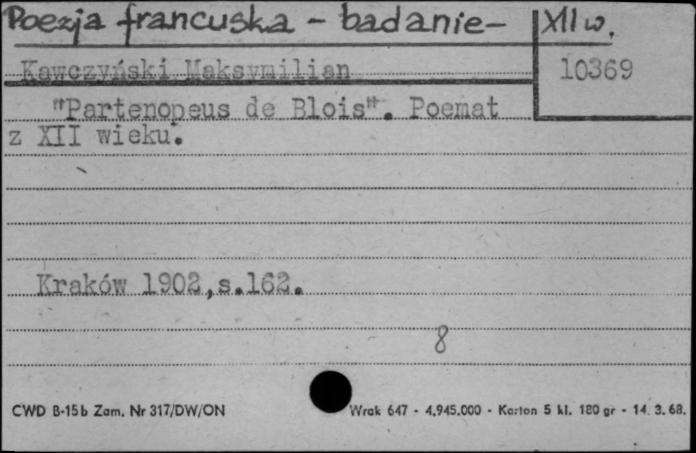 Poezja francuska - badanie - XII w.
Kawczyński Maksymilian 10369
"Partenopeus de Blois". Poemat
z XII wieku.
Kraków 1902,s.162.
8
CWD B-15b Zam. Nr 317/DW/ON Wrak 647 - 4.945.000 - Karton 5 kl. 180 gr - 14. 3. 68.